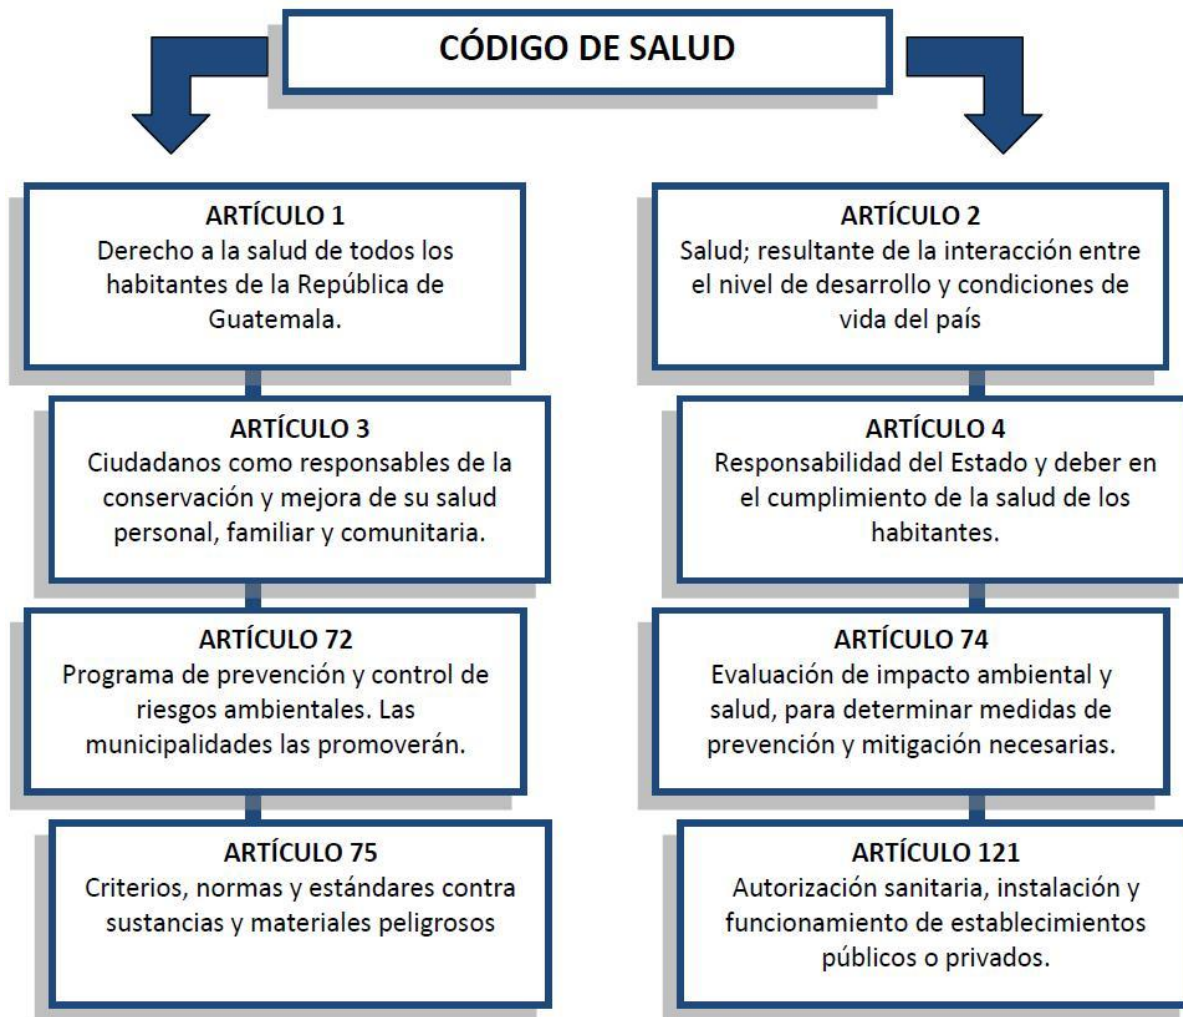 CÓDIGO DE SALUD
ARTÍCULO 1
Derecho a la salud de todos los
habitantes de la República de
Guatemala.
ARTÍCULO 2
Salud; resultante de la interacción entre
el nivel de desarrollo y condiciones de
vida del país
ARTÍCULO 3
Ciudadanos como responsables de la
conservación y mejora de su salud
personal, familiar y comunitaria.
ARTÍCULO 4
Responsabilidad del Estado y deber en
el cumplimiento de la salud de los
habitantes.
ARTÍCULO 72
Programa de prevención y control de
riesgos ambientales. Las
municipalidades las promoverán.
ARTÍCULO 74
Evaluación de impacto ambiental y
salud, para determinar medidas de
prevención y mitigación necesarias.
ARTÍCULO 75
Criterios, normas y estándares contra
sustancias y materiales peligrosos
ARTÍCULO 121
Autorización sanitaria, instalación y
funcionamiento de establecimientos
públicos o privados.